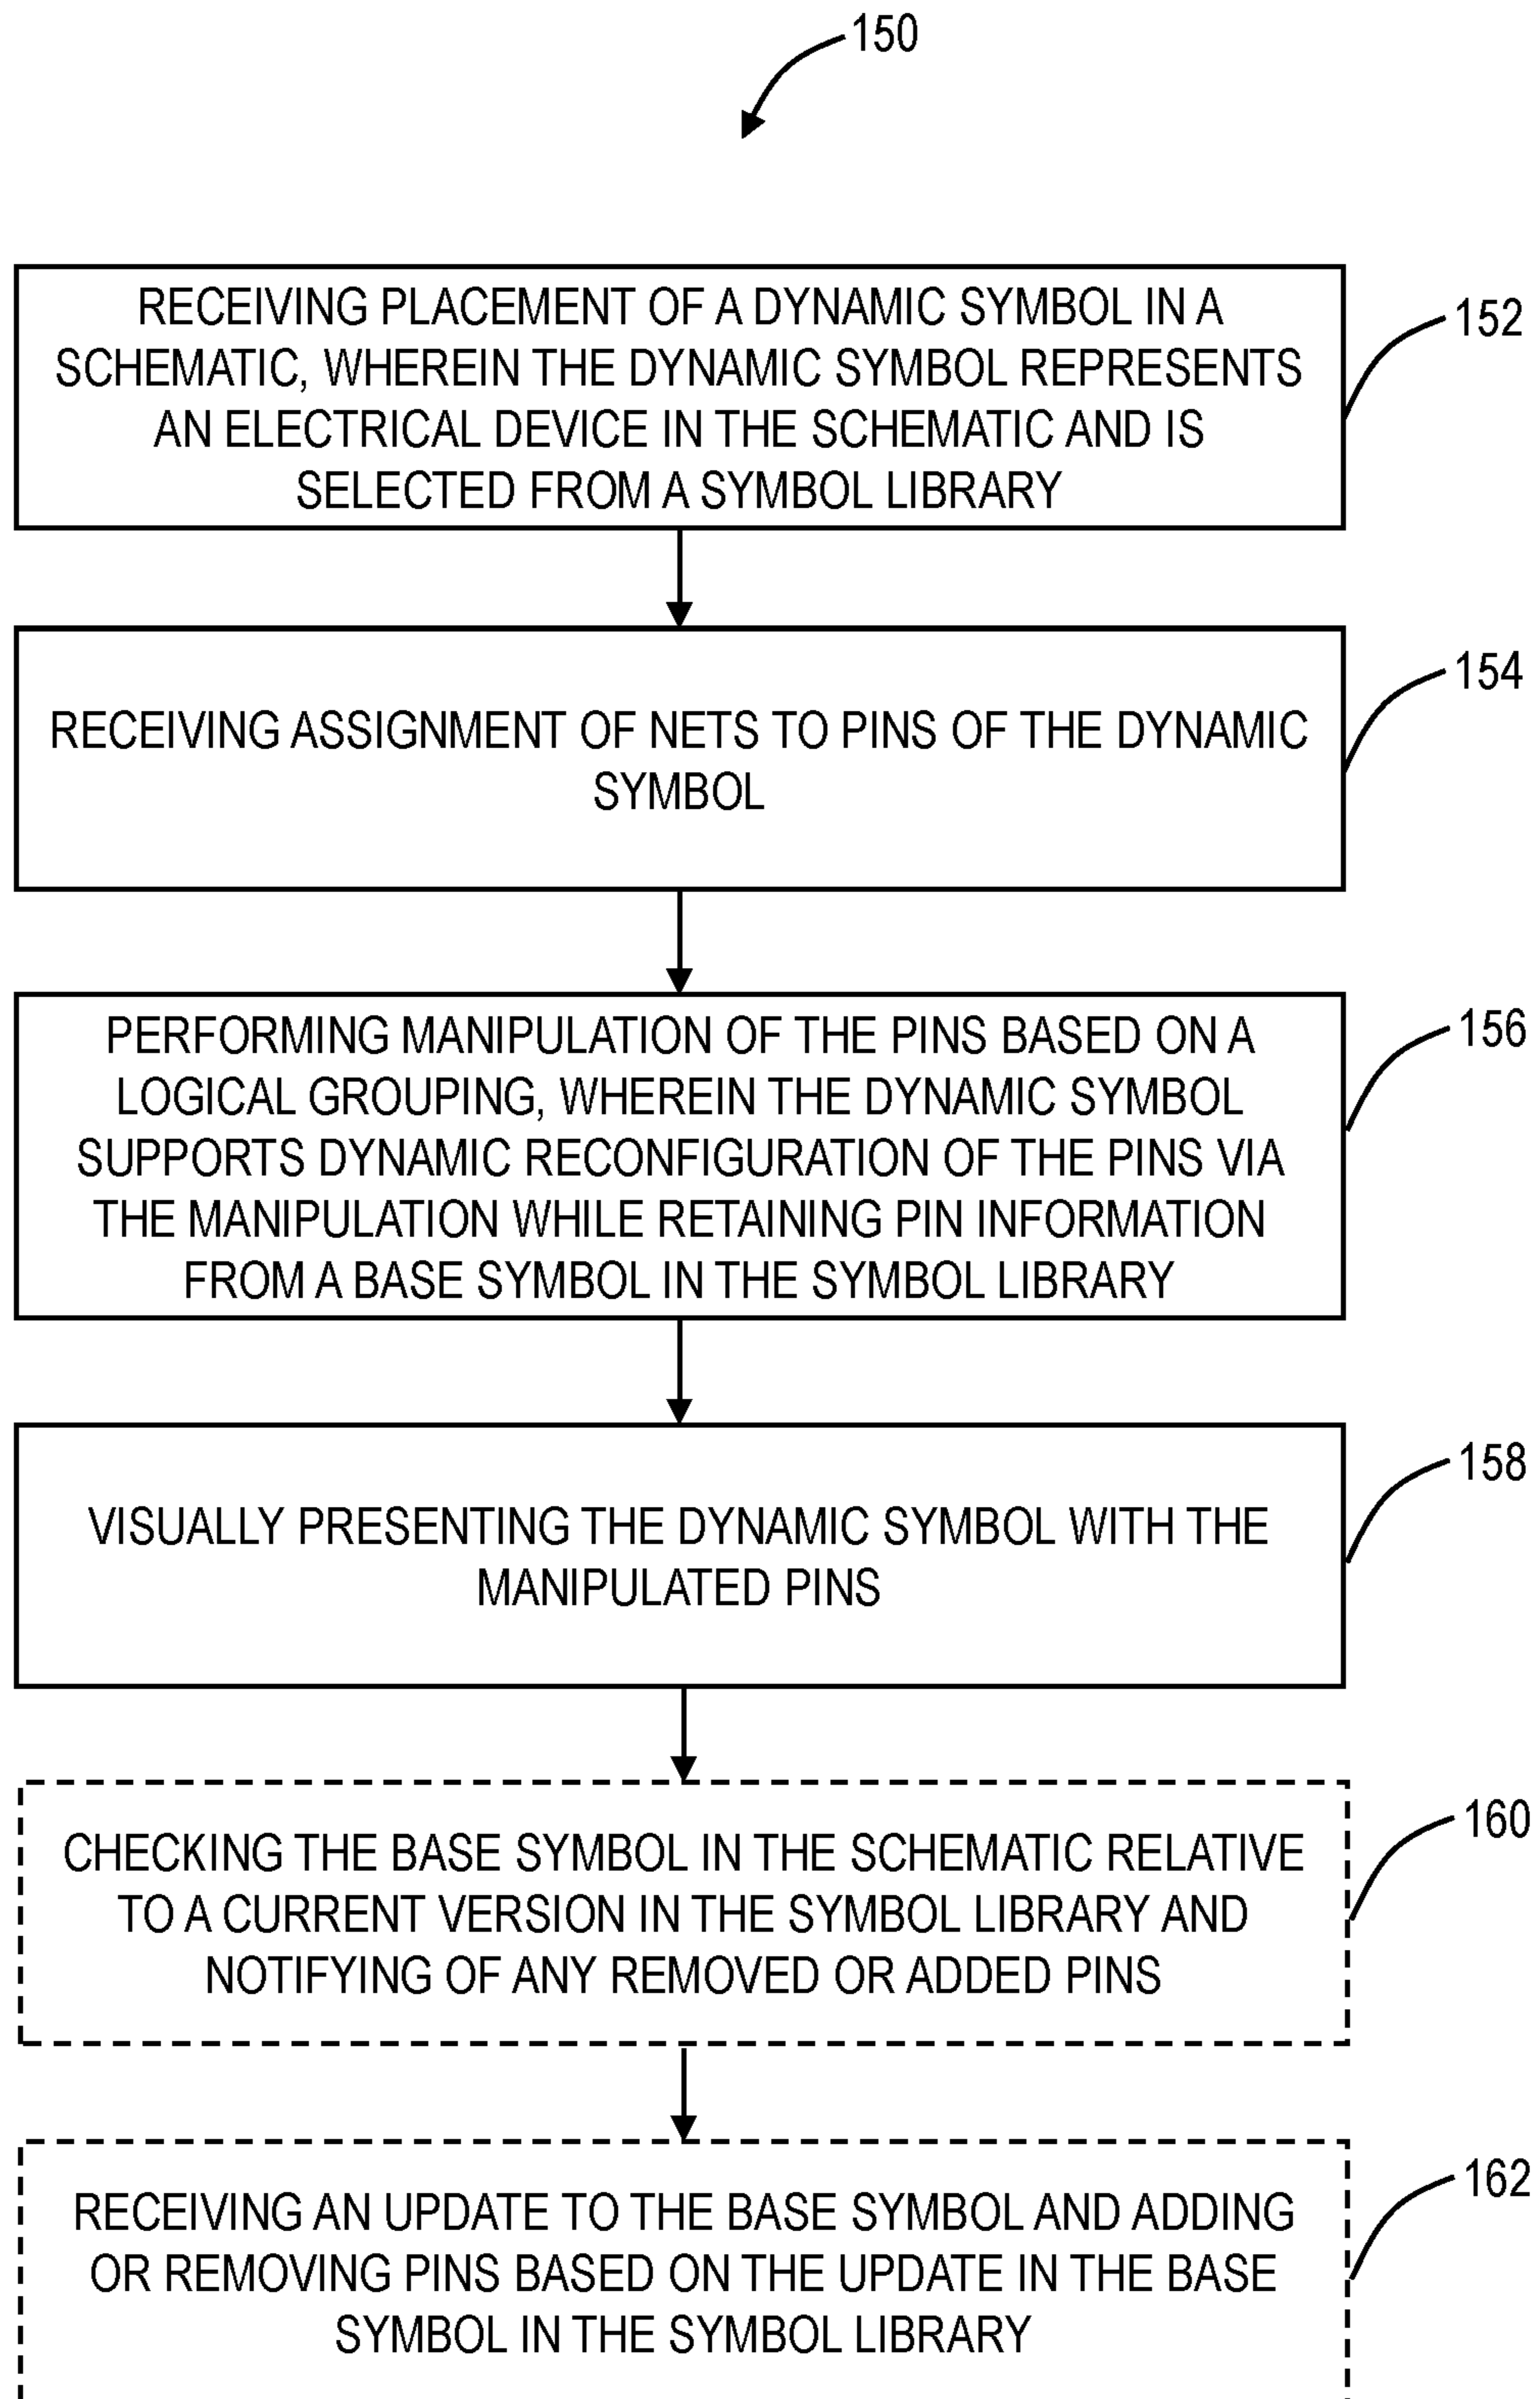 150
RECEIVING PLACEMENT OF A DYNAMIC SYMBOL IN A
SCHEMATIC, WHEREIN THE DYNAMIC SYMBOL REPRESENTS
AN ELECTRICAL DEVICE IN THE SCHEMATIC AND IS
SELECTED FROM A SYMBOL LIBRARY
152
RECEIVING ASSIGNMENT OF NETS TO PINS OF THE DYNAMIC
SYMBOL
154
PERFORMING MANIPULATION OF THE PINS BASED ON A
LOGICAL GROUPING, WHEREIN THE DYNAMIC SYMBOL
SUPPORTS DYNAMIC RECONFIGURATION OF THE PINS VIA
THE MANIPULATION WHILE RETAINING PIN INFORMATION
FROM A BASE SYMBOL IN THE SYMBOL LIBRARY
156
VISUALLY PRESENTING THE DYNAMIC SYMBOL WITH THE
MANIPULATED PINS
158
CHECKING THE BASE SYMBOL IN THE SCHEMATIC RELATIVE
TO A CURRENT VERSION IN THE SYMBOL LIBRARY AND
NOTIFYING OF ANY REMOVED OR ADDED PINS
160
RECEIVING AN UPDATE TO THE BASE SYMBOL AND ADDING
OR REMOVING PINS BASED ON THE UPDATE IN THE BASE
SYMBOL IN THE SYMBOL LIBRARY
162